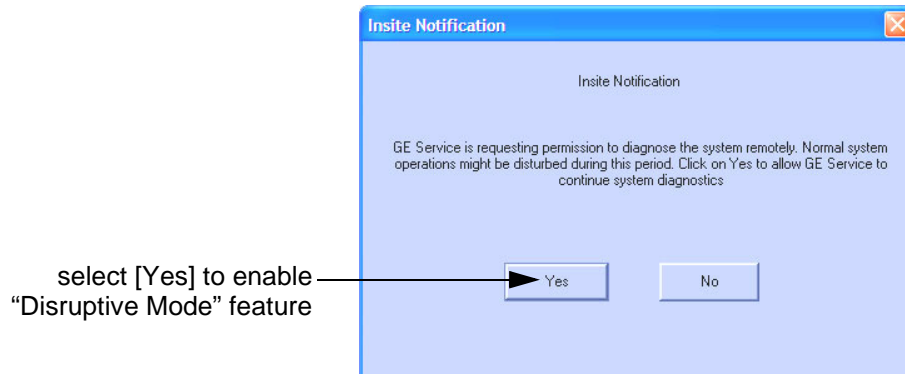 Insite Notification
Insite Notification
GE Service is requesting permission to diagnose the system remotely. Normal system
operations might be disturbed during this period. Click on Yes to allow GE Service to
continue system diagnostics
select [Yes] to enable
“Disruptive Mode” feature
Yes
No